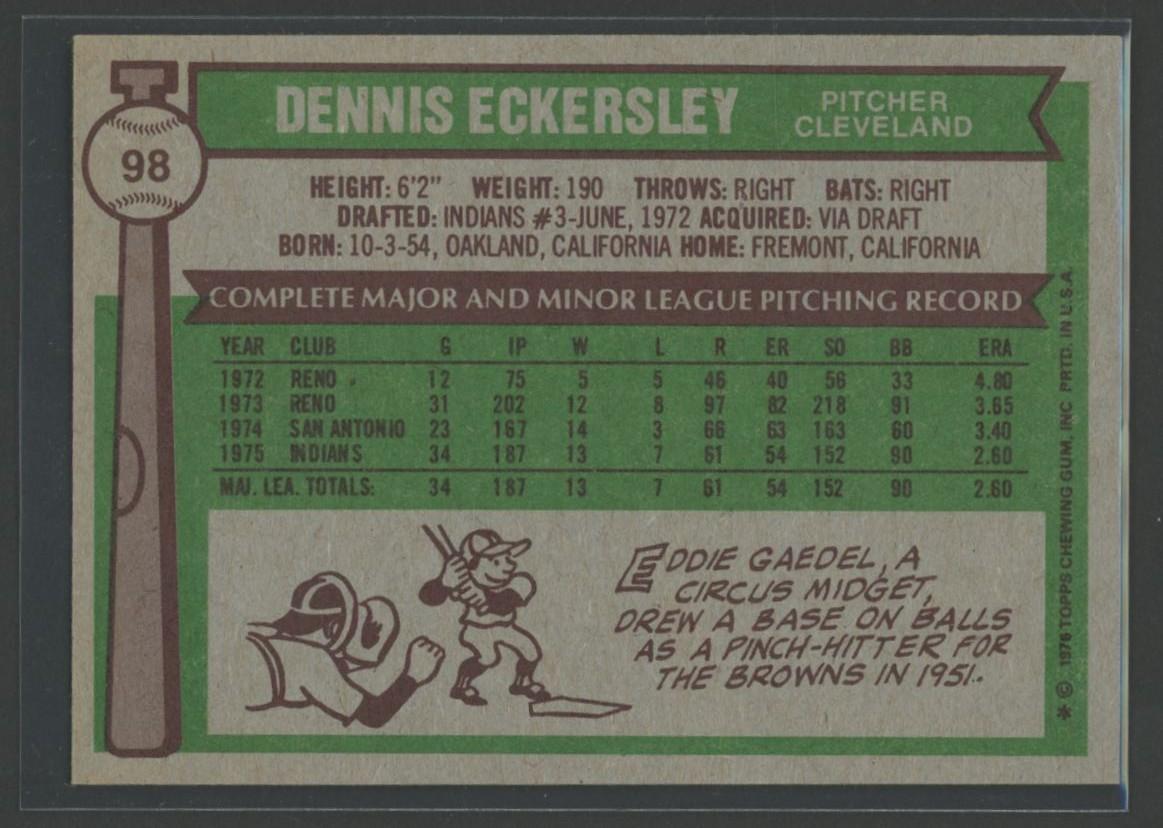 98
DENNIS ECKERSLEY
PITCHER
CLEVELAND
HEIGHT: 6'2" WEIGHT: 190 THROWS: RIGHT BATS: RIGHT
DRAFTED: INDIANS #3-JUNE, 1972 ACQUIRED: VIA DRAFT
BORN: 10-3-54, OAKLAND, CALIFORNIA HOME: FREMONT, CALIFORNIA
COMPLETE MAJOR AND MINOR LEAGUE PITCHING RECORD
YEAR CLUB G IP W L R ER SO BB ERA
1972 RENO 12 75 5 5 46 40 56 33 4.80
1973 RENO 31 202 12 8 97 82 218 91 3.65
1974 SAN ANTONIO 23 167 14 3 66 63 163 60 3.40
1975 INDIANS 34 187 13 7 61 54 152 90 2.60
MAJ. LEA. TOTALS: 34 187 13 7 61 54 152 90 2.60
EDDIE GAEDEL, A
CIRCUS MIDGET,
DREW A BASE ON BALLS
AS A PINCH-HITTER FOR
THE BROWNS IN 1951.
* © 1976 TOPPS CHEWING GUM, INC PRTD. IN U.S.A.